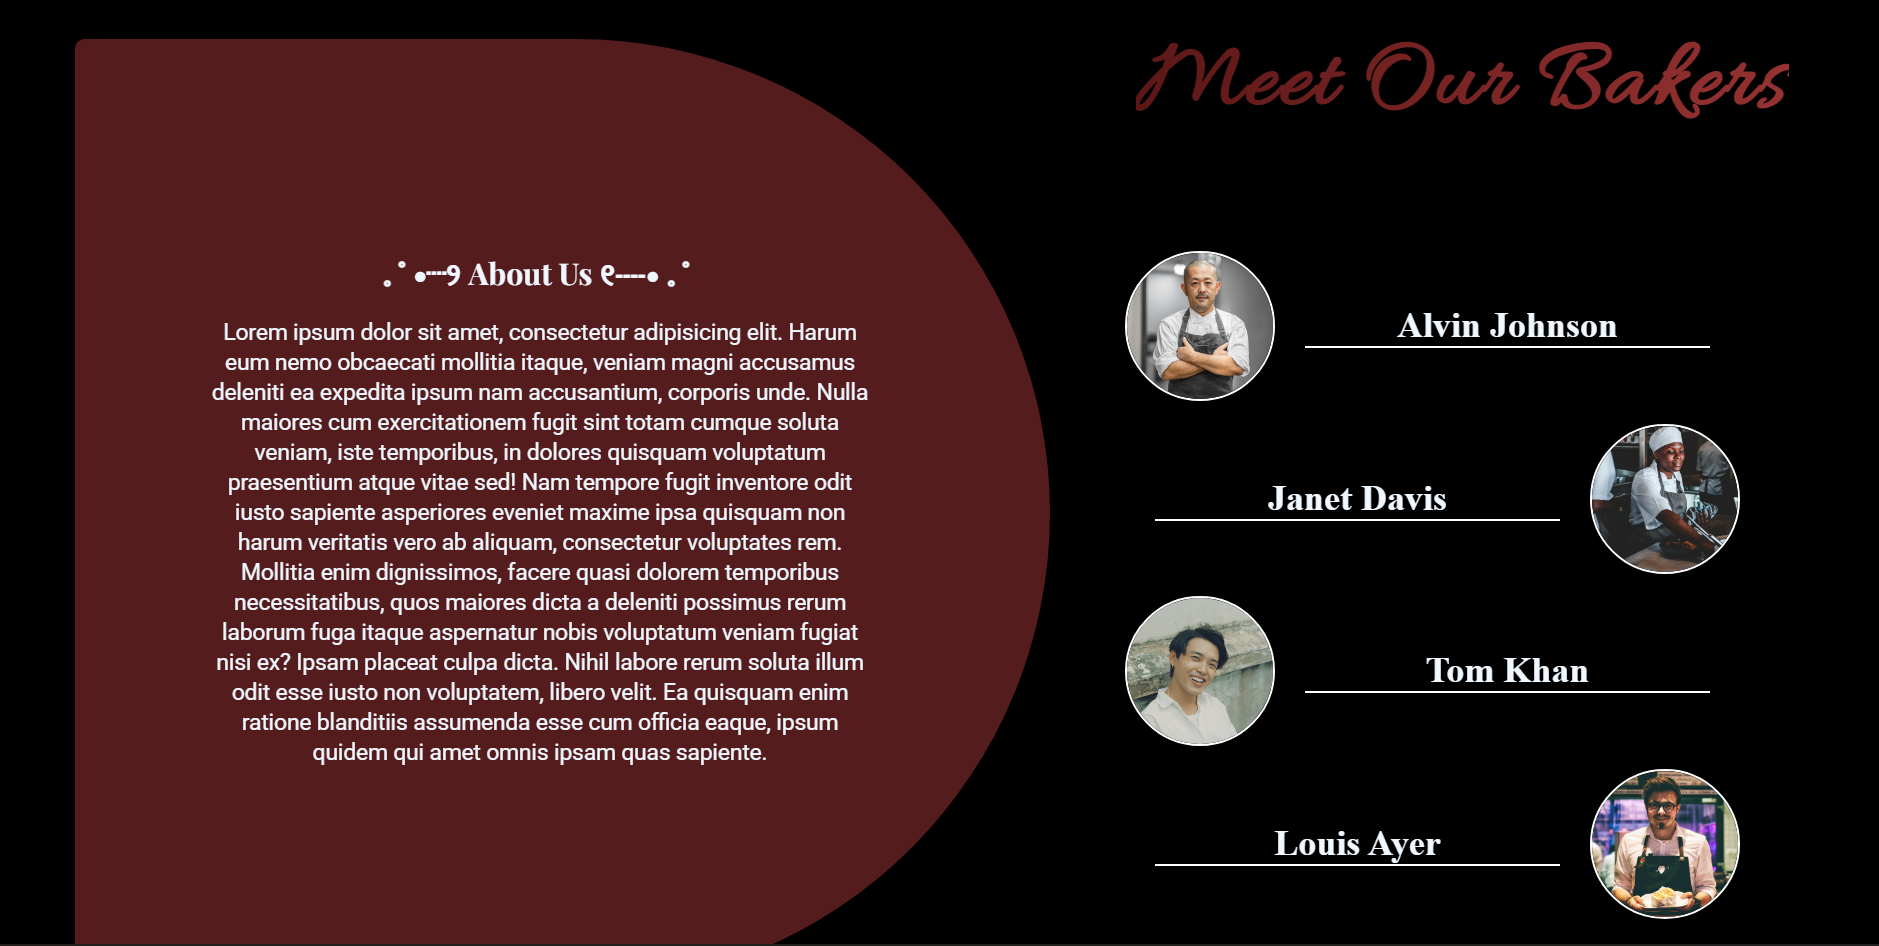 Meet Our Bakers
｡ﾟ•┈୨ About Us ୧┈• ｡ﾟ
Lorem ipsum dolor sit amet, consectetur adipisicing elit. Harum
eum nemo obcaecati mollitia itaque, veniam magni accusamus
deleniti ea expedita ipsum nam accusantium, corporis unde. Nulla
maiores cum exercitationem fugit sint totam cumque soluta
veniam, iste temporibus, in dolores quisquam voluptatum
praesentium atque vitae sed! Nam tempore fugit inventore odit
iusto sapiente asperiores eveniet maxime ipsa quisquam non
harum veritatis vero ab aliquam, consectetur voluptates rem.
Mollitia enim dignissimos, facere quasi dolorem temporibus
necessitatibus, quos maiores dicta a deleniti possimus rerum
laborum fuga itaque aspernatur nobis voluptatum veniam fugiat
nisi ex? Ipsam placeat culpa dicta. Nihil labore rerum soluta illum
odit esse iusto non voluptatem, libero velit. Ea quisquam enim
ratione blanditiis assumenda esse cum officia eaque, ipsum
quidem qui amet omnis ipsam quas sapiente.
Alvin Johnson
Janet Davis
Tom Khan
Louis Ayer